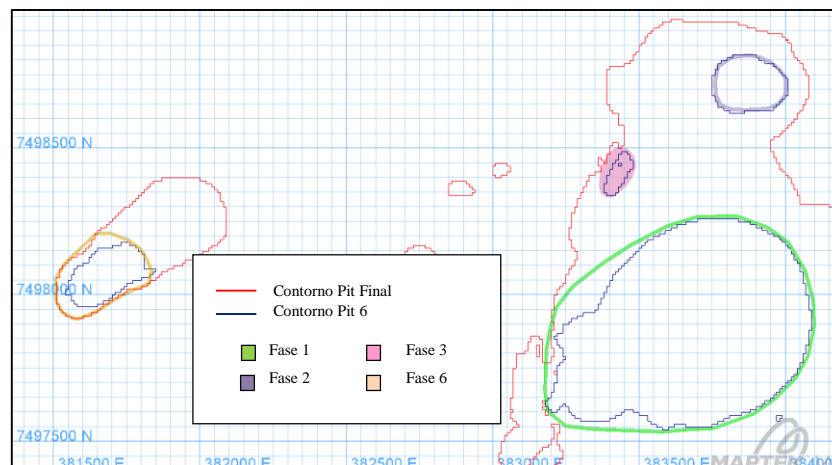 7498500 N
7498000 N
Contorno Pit Final
Contorno Pit 6
Fase 1
Fase 3
Fase 2
Fase 6
7497500 N
381500 E
382000 E
382500 E
383000 E
383500 E